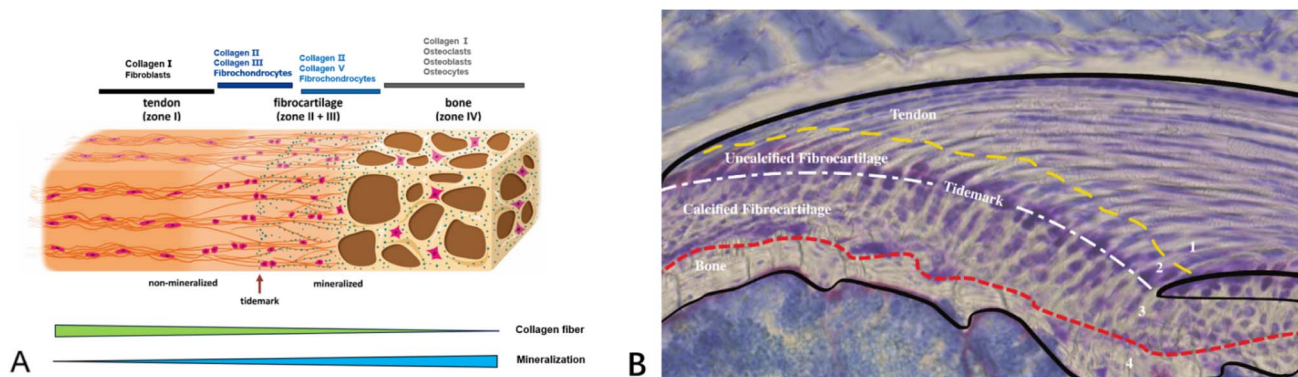 Collagen I
Fibroblasts
Collagen II
Collagen III
Fibrochondrocytes
Collagen II
Collagen V
Fibrochondrocytes
Collagen I
Osteoclasts
Osteoblasts
Osteocytes
tendon
(zone I)
fibrocartilage
(zone II + III)
bone
(zone IV)
non-mineralized
tidemark
mineralized
Collagen fiber
Mineralization
A
Tendon
Uncalcified Fibrocartilage
Tidemark
Calcified Fibrocartilage
Bone
1
2
3
4
B